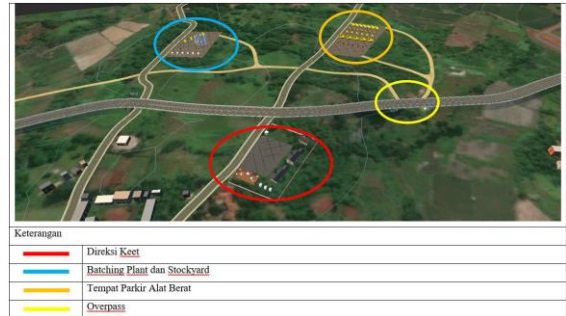 Keterangan
Direksi Keet
Batching Plant dan Stockyard
Tempat Parkir Alat Berat
Overpass